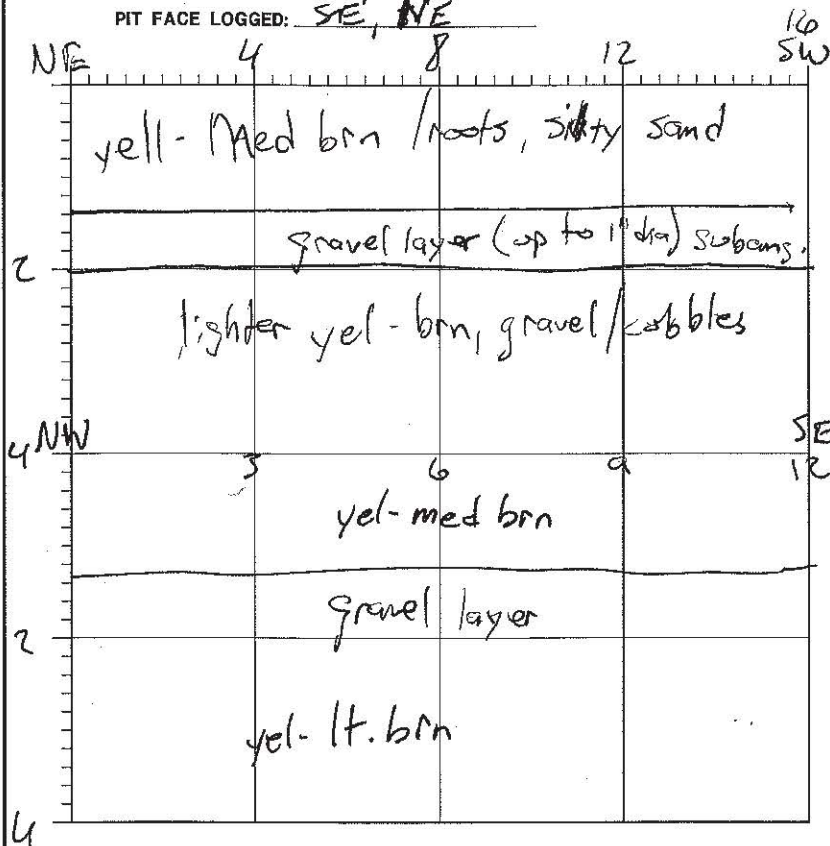 PIT FACE LOGGED: SE, NE
16
NE 4 8 12 SW
yell- Med brn /roots, silty sand
gravel layer (up to 1" dia) subang.
2
lighter yel-brn, gravel/cobbles
4 NW SE
3 6 9 12
yel-med brn
gravel layer
2
yel- lt. brn
4